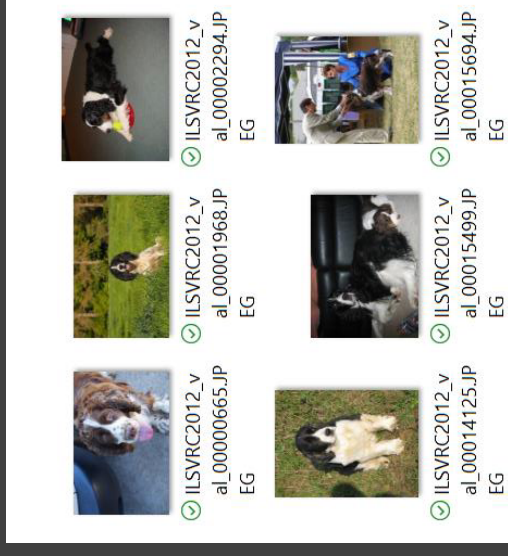 ILSVRC2012_v
al_00000665.JP
EG
ILSVRC2012_v
al_00001968.JP
EG
ILSVRC2012_v
al_00002294.JP
EG
ILSVRC2012_v
al_00014125.JP
EG
ILSVRC2012_v
al_00015499.JP
EG
ILSVRC2012_v
al_00015694.JP
EG